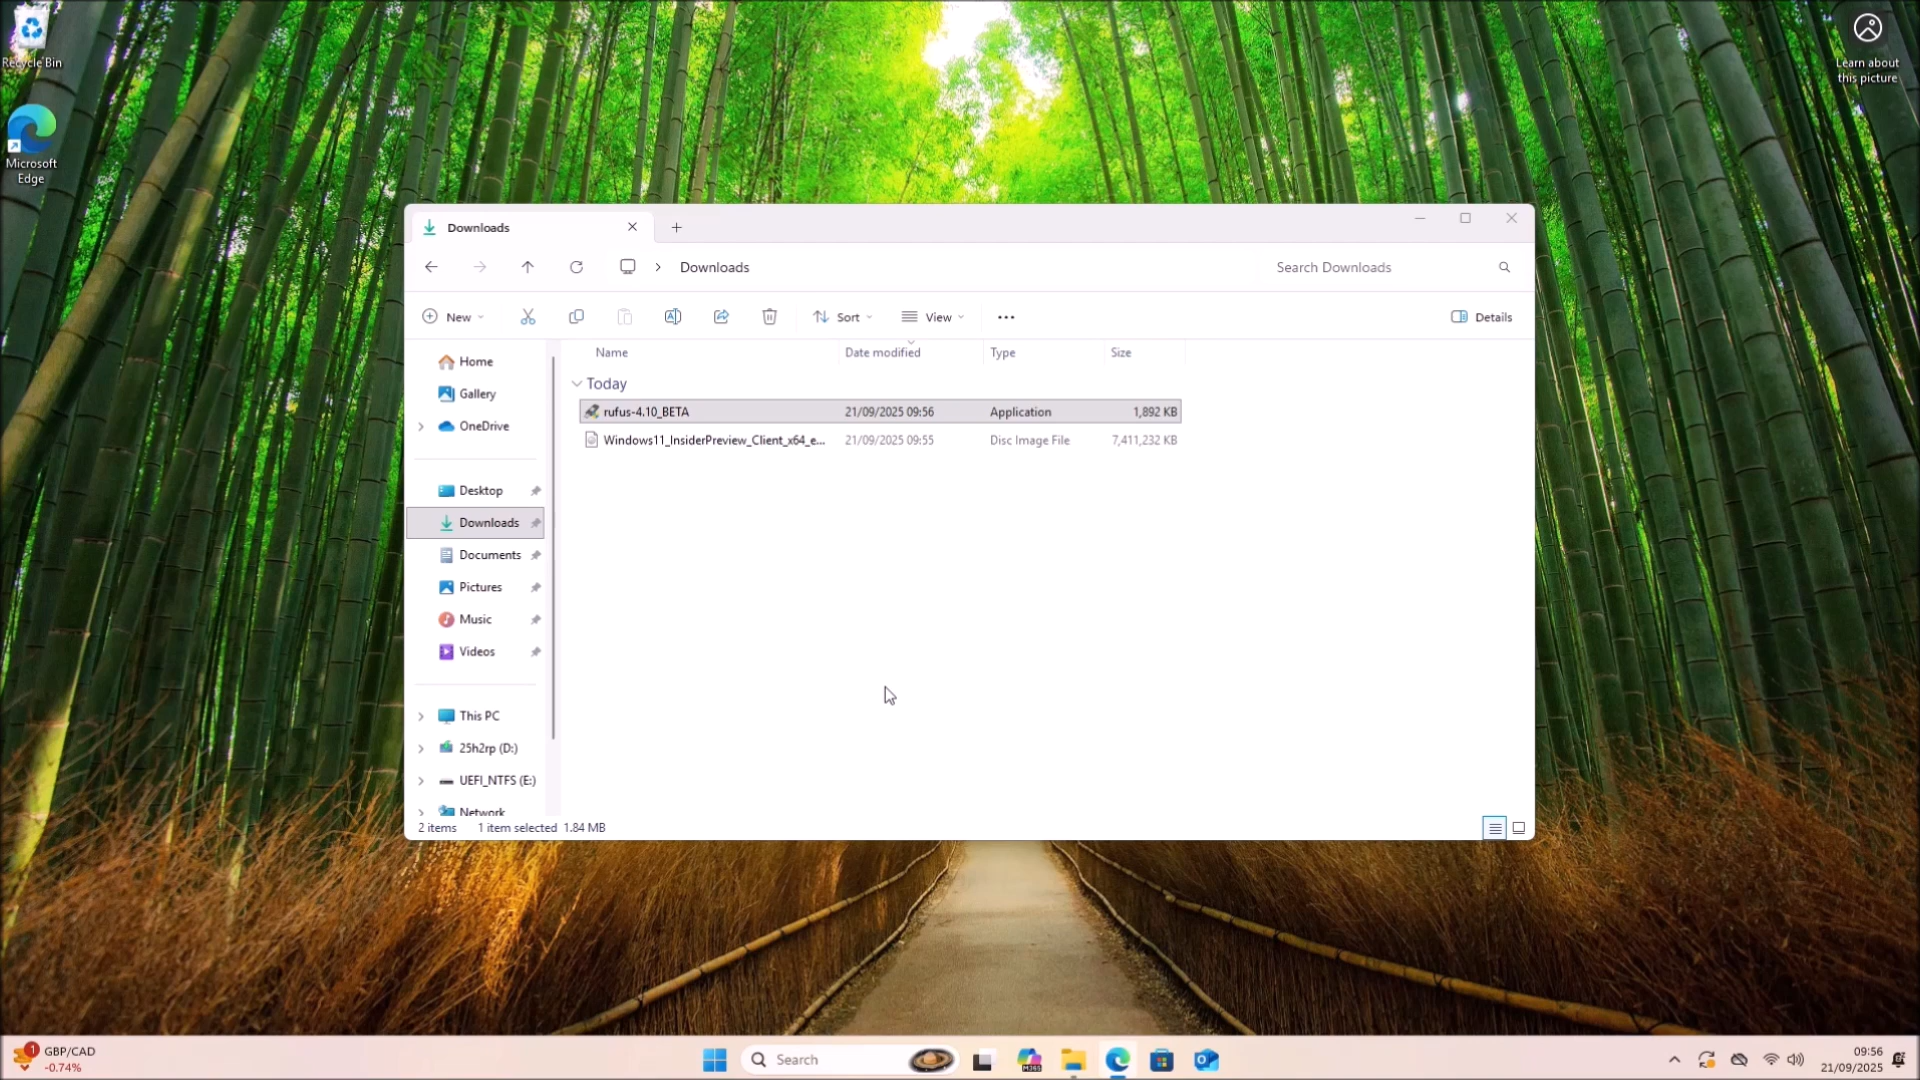 Recycle Bin
Microsoft
Edge
Learn about
this picture
Downloads
Downloads
Search Downloads
New
Sort
View
Details
Home
Gallery
OneDrive
Desktop
Downloads
Documents
Pictures
Music
Videos
This PC
25h2rp (D:)
UEFI_NTFS (E:)
Network
Name Date modified Type Size
Today
rufus-4.10_BETA 21/09/2025 09:56 Application 1,892 KB
Windows11_InsiderPreview_Client_x64_e... 21/09/2025 09:55 Disc Image File 7,411,232 KB
2 items 1 item selected 1.84 MB
1
GBP/CAD
-0.74%
Search
M365
09:56
21/09/2025